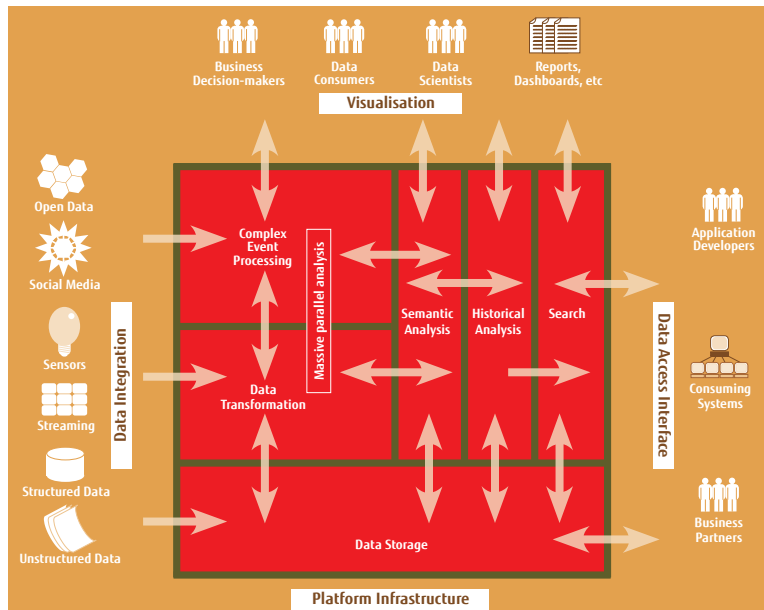 Business
Decision-makers
Data
Consumers
Data
Scientists
Reports,
Dashboards, etc
Visualisation
Open Data
Social Media
Sensors
Streaming
Structured Data
Unstructured Data
Data Integration
Complex
Event
Processing
Massive parallel analysis
Data
Transformation
Semantic
Analysis
Historical
Analysis
Search
Data Storage
Data Access Interface
Application
Developers
Consuming
Systems
Business
Partners
Platform Infrastructure